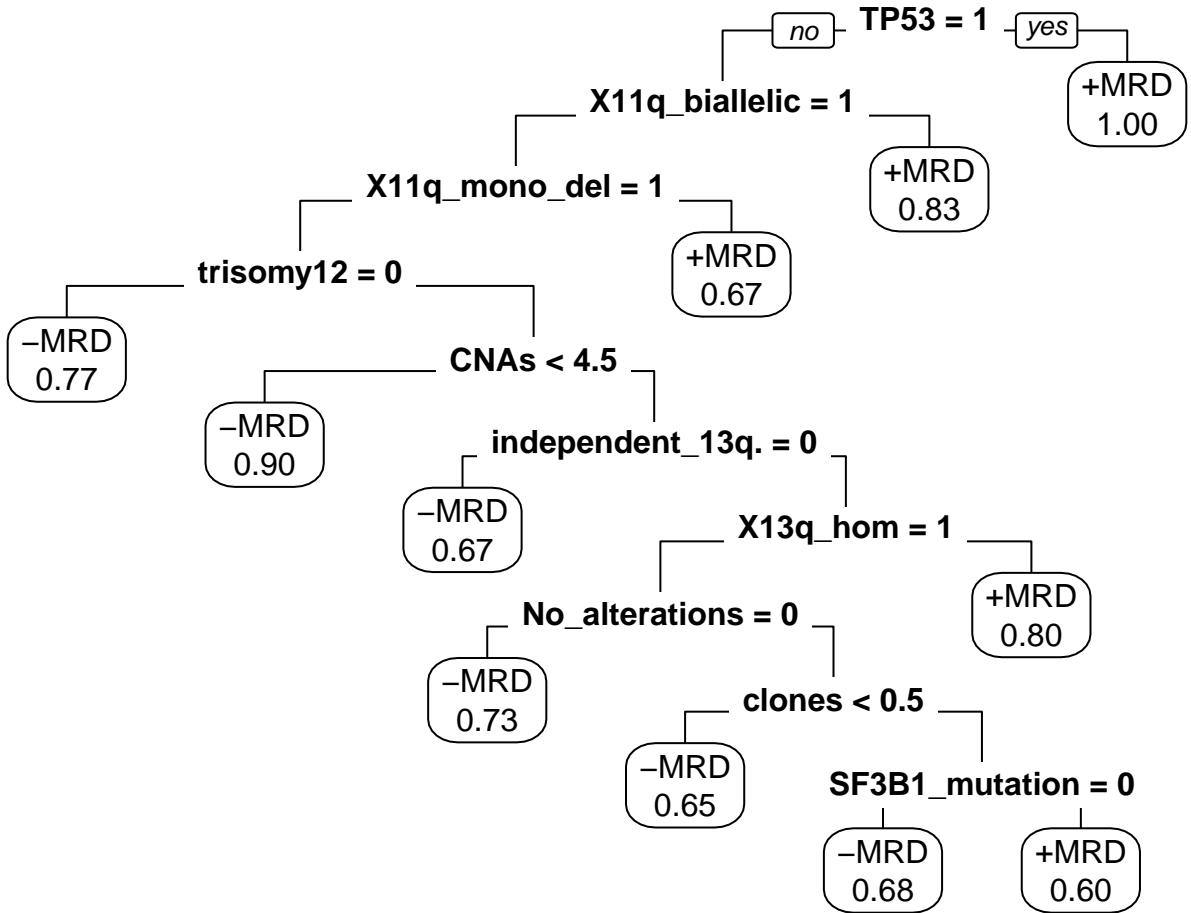 no TP53 = 1 yes
+MRD
1.00
X11q_biallelic = 1
+MRD
0.83
X11q_mono_del = 1
+MRD
0.67
trisomy12 = 0
−MRD
0.77
CNAs < 4.5
−MRD
0.90
independent_13q. = 0
−MRD
0.67
X13q_hom = 1
+MRD
0.80
No_alterations = 0
−MRD
0.73
clones < 0.5
−MRD
0.65
SF3B1_mutation = 0
−MRD
0.68
+MRD
0.60